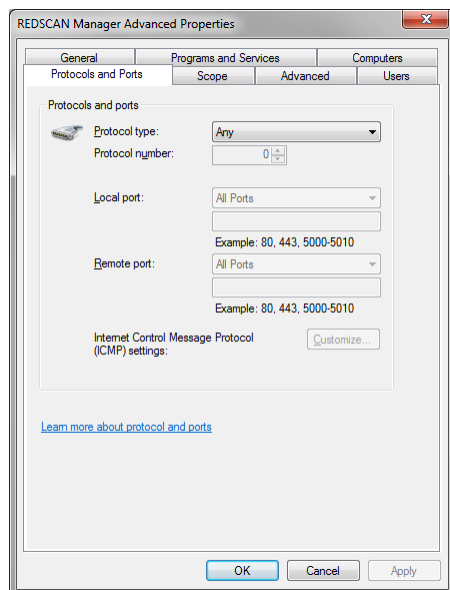 REDSCAN Manager Advanced Properties
General Programs and Services Computers
Protocols and Ports Scope Advanced Users
Protocols and ports
Protocol type: Any
Protocol number: 0
Local port: All Ports
Example: 80, 443, 5000-5010
Remote port: All Ports
Example: 80, 443, 5000-5010
Internet Control Message Protocol
(ICMP) settings:
Customize...
Learn more about protocol and ports
OK Cancel Apply